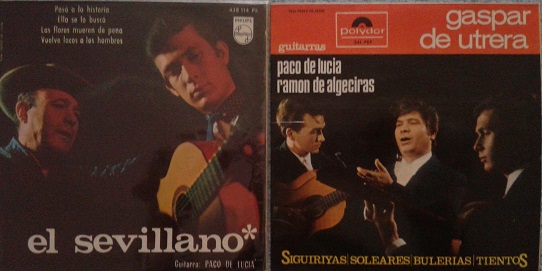 Pasó a la historia
Ella se lo buscó
Las flores mueren de pena
Vuelve locos a los hombres
PHILIPS
el sevillano*
Guitarra: PACO DE LUCIA
Polydor
gaspar
de utrera
guitarras
paco de lucia
ramon de algeciras
SIGUIRIYAS SOLEARES BULERIAS TIENTOS